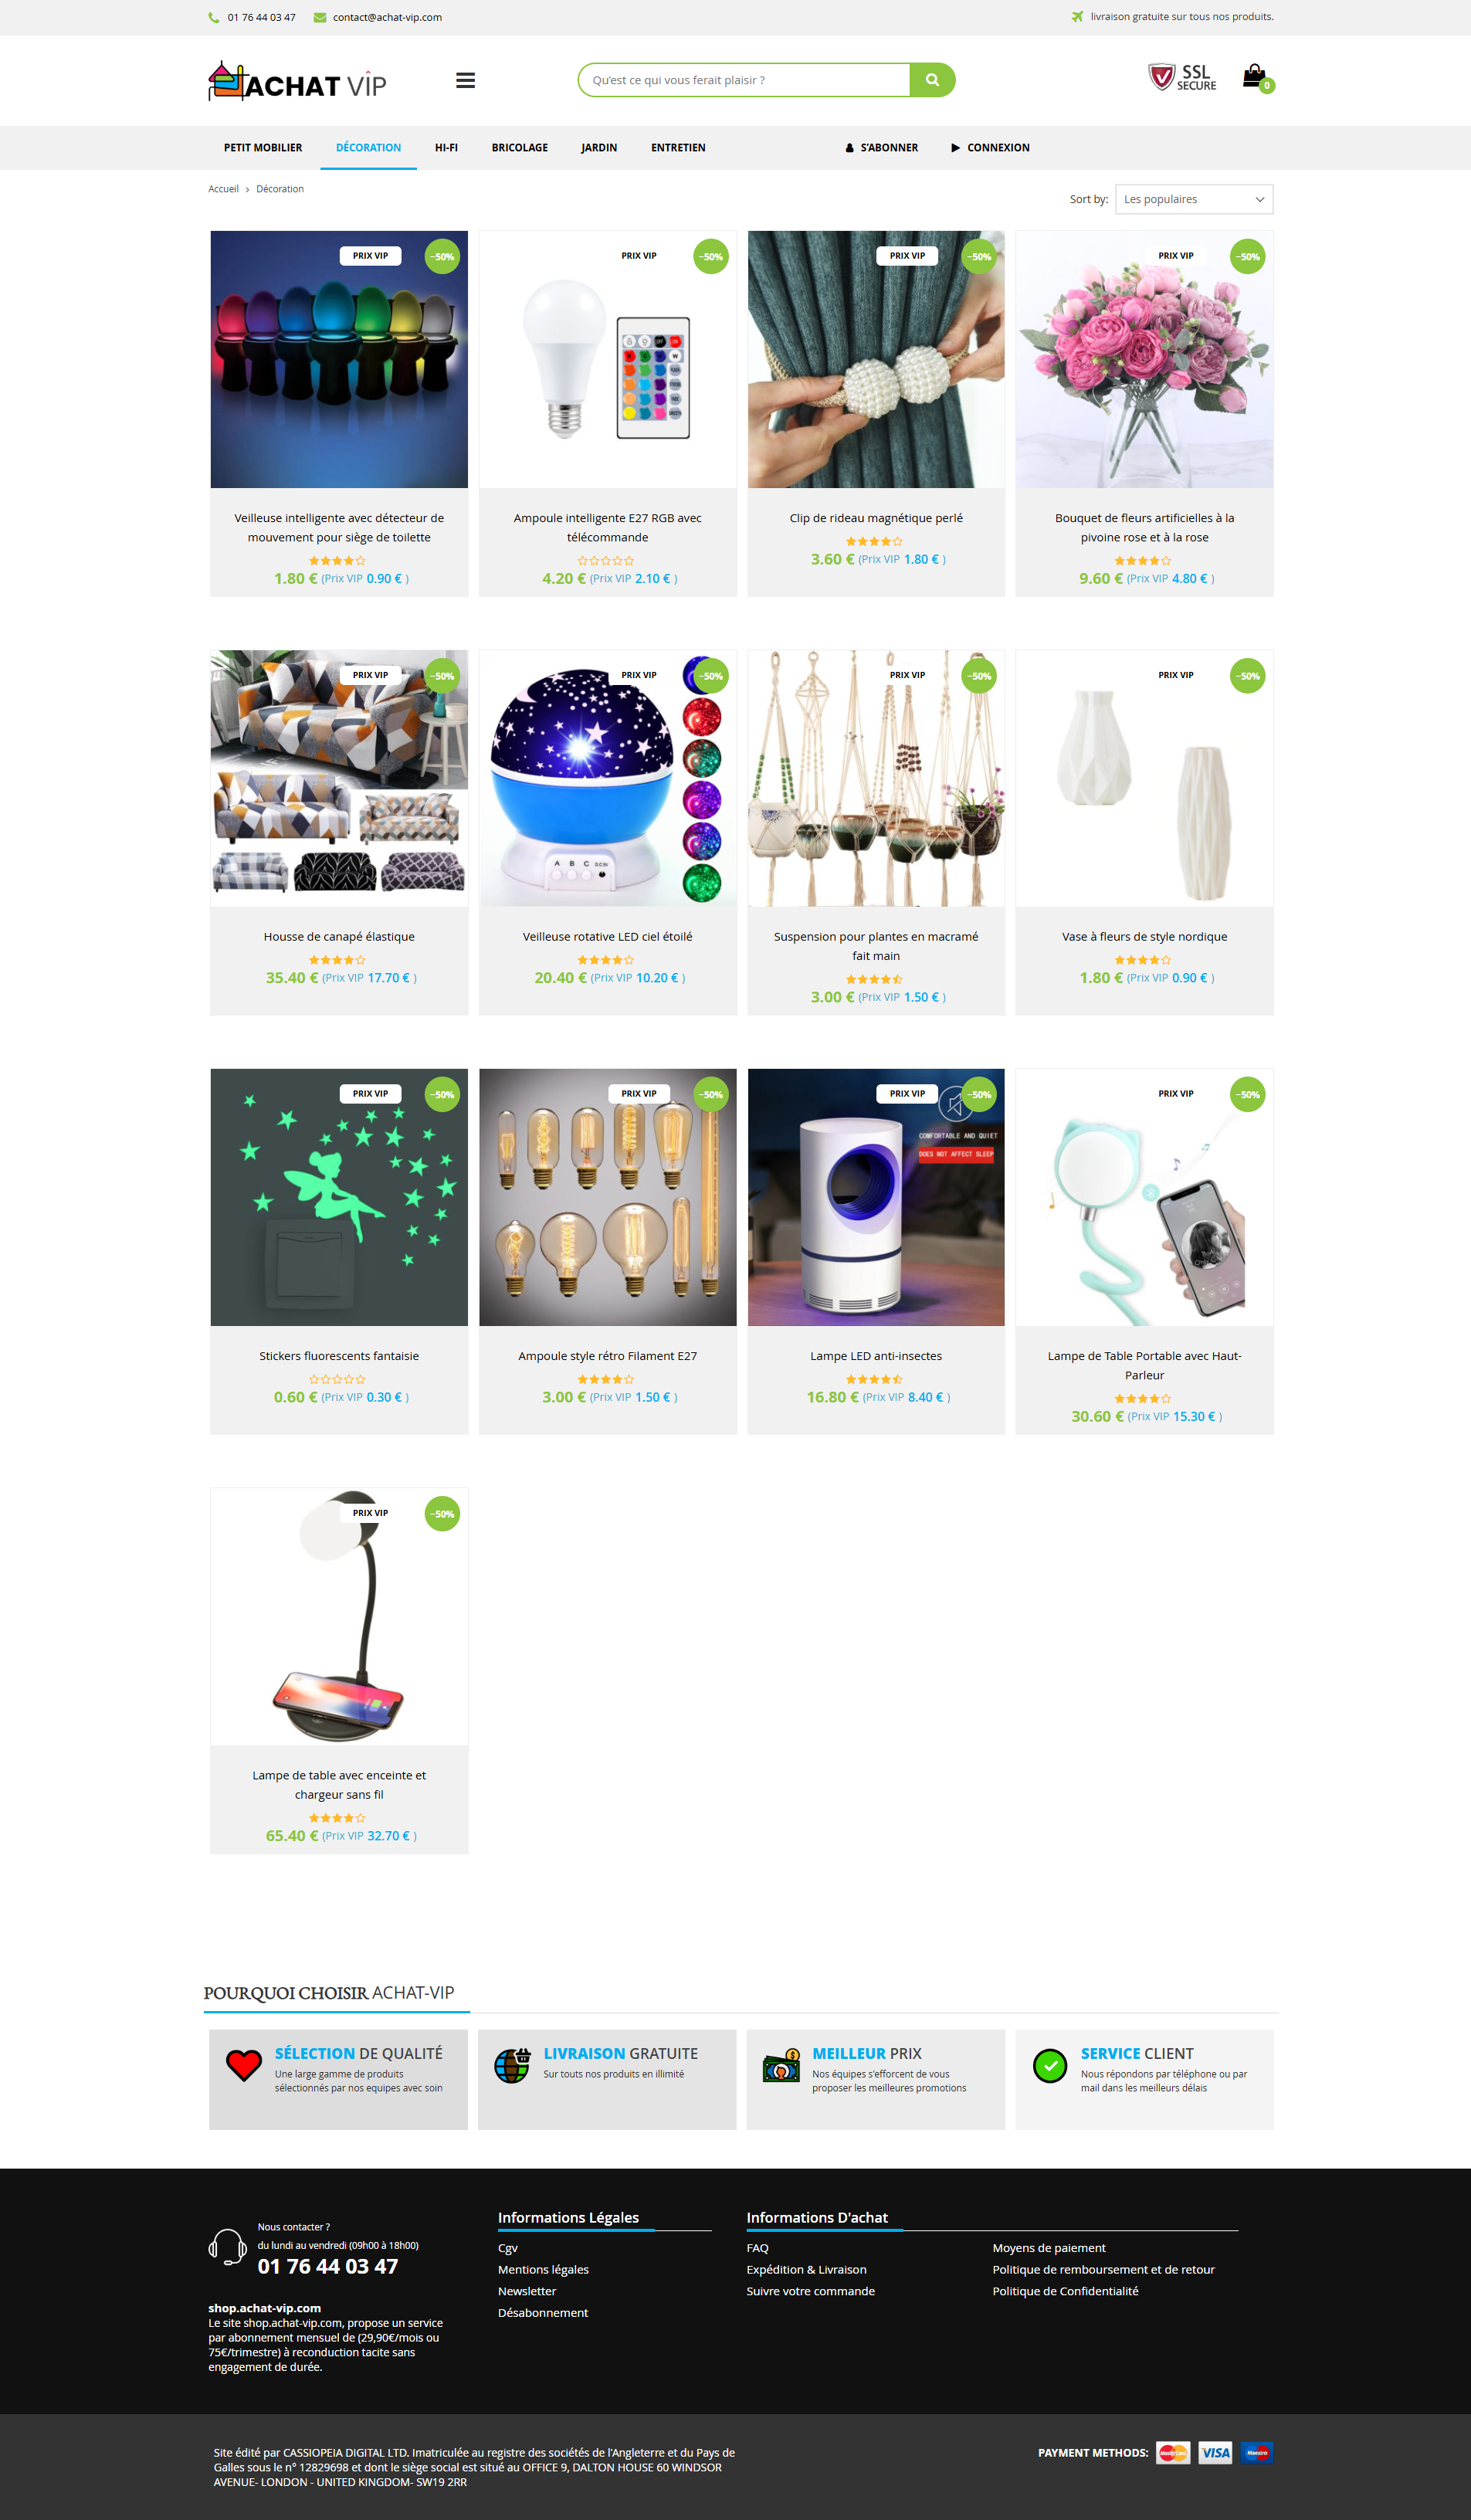 01 76 44 03 47
contact@achat-vip.com
livraison gratuite sur tous nos produits.
ACHAT VIP
Qu'est ce qui vous ferait plaisir ?
SSL
SECURE
0
PETIT MOBILIER
DÉCORATION
HI-FI
BRICOLAGE
JARDIN
ENTRETIEN
S'ABONNER
CONNEXION
Accueil > Décoration
Sort by:
Les populaires
PRIX VIP
-50%
PRIX VIP
-50%
PRIX VIP
-50%
PRIX VIP
-50%
Veilleuse intelligente avec détecteur de
mouvement pour siège de toilette
1.80 € (Prix VIP 0.90 € )
Ampoule intelligente E27 RGB avec
télécommande
4.20 € (Prix VIP 2.10 € )
Clip de rideau magnétique perlé
3.60 € (Prix VIP 1.80 € )
Bouquet de fleurs artificielles à la
pivoine rose et à la rose
9.60 € (Prix VIP 4.80 € )
PRIX VIP
-50%
PRIX VIP
-50%
A B C DC5V
PRIX VIP
-50%
PRIX VIP
-50%
Housse de canapé élastique
35.40 € (Prix VIP 17.70 € )
Veilleuse rotative LED ciel étoilé
20.40 € (Prix VIP 10.20 € )
Suspension pour plantes en macramé
fait main
3.00 € (Prix VIP 1.50 € )
Vase à fleurs de style nordique
1.80 € (Prix VIP 0.90 € )
PRIX VIP
-50%
PRIX VIP
-50%
PRIX VIP
-50%
COMFORTABLE AND QUIET
DOES NOT AFFECT SLEEP
PRIX VIP
-50%
Stickers fluorescents fantaisie
0.60 € (Prix VIP 0.30 € )
Ampoule style rétro Filament E27
3.00 € (Prix VIP 1.50 € )
Lampe LED anti-insectes
16.80 € (Prix VIP 8.40 € )
Lampe de Table Portable avec Haut-
Parleur
30.60 € (Prix VIP 15.30 € )
PRIX VIP
-50%
Lampe de table avec enceinte et
chargeur sans fil
65.40 € (Prix VIP 32.70 € )
POURQUOI CHOISIR ACHAT-VIP
SÉLECTION DE QUALITÉ
Une large gamme de produits
sélectionnés par nos equipes avec soin
LIVRAISON GRATUITE
Sur touts nos produits en illimité
MEILLEUR PRIX
Nos équipes s'efforcent de vous
proposer les meilleures promotions
SERVICE CLIENT
Nous répondons par téléphone ou par
mail dans les meilleurs délais
Nous contacter ?
du lundi au vendredi (09h00 à 18h00)
01 76 44 03 47
shop.achat-vip.com
Le site shop.achat-vip.com, propose un service
par abonnement mensuel de (29,90€/mois ou
75€/trimestre) à reconduction tacite sans
engagement de durée.
Informations Légales
Cgv
Mentions légales
Newsletter
Désabonnement
Informations D'achat
FAQ
Expédition & Livraison
Suivre votre commande
Moyens de paiement
Politique de remboursement et de retour
Politique de Confidentialité
Site édité par CASSIOPEIA DIGITAL LTD. Imatriculée au registre des sociétés de l'Angleterre et du Pays de
Galles sous le n° 12829698 et dont le siège social est situé au OFFICE 9, DALTON HOUSE 60 WINDSOR
AVENUE- LONDON - UNITED KINGDOM- SW19 2RR
PAYMENT METHODS:
MasterCard
VISA
Maestro